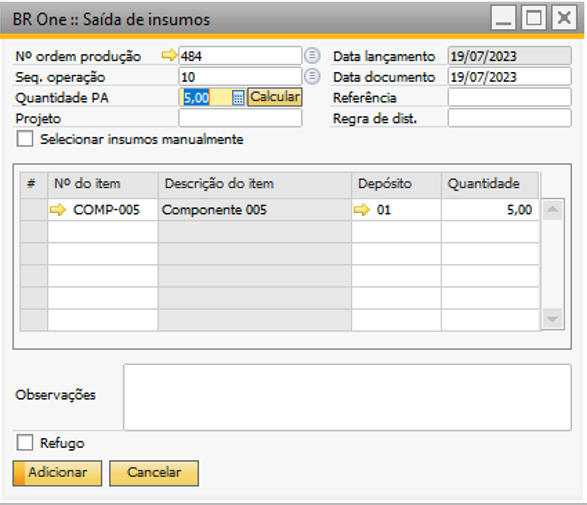 BR One :: Saída de insumos
Nº ordem produção 484 Data lançamento 19/07/2023
Seq. operação 10 Data documento 19/07/2023
Quantidade PA 5,00 Calcular Referência
Projeto Regra de dist.
Selecionar insumos manualmente
# Nº do item Descrição do item Depósito Quantidade
COMP-005 Componente 005 01 5,00
Observações
Refugo
Adicionar Cancelar